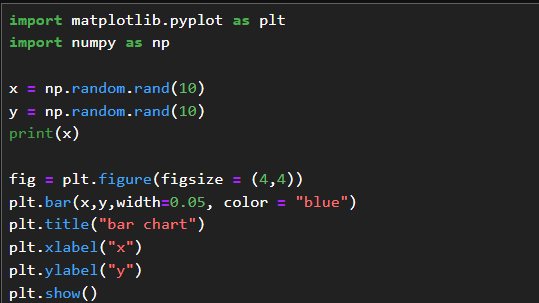 import matplotlib.pyplot as plt
import numpy as np
x = np.random.rand(10)
y = np.random.rand(10)
print(x)
fig = plt.figure(figsize = (4,4))
plt.bar(x,y,width=0.05, color = "blue")
plt.title("bar chart")
plt.xlabel("x")
plt.ylabel("y")
plt.show()